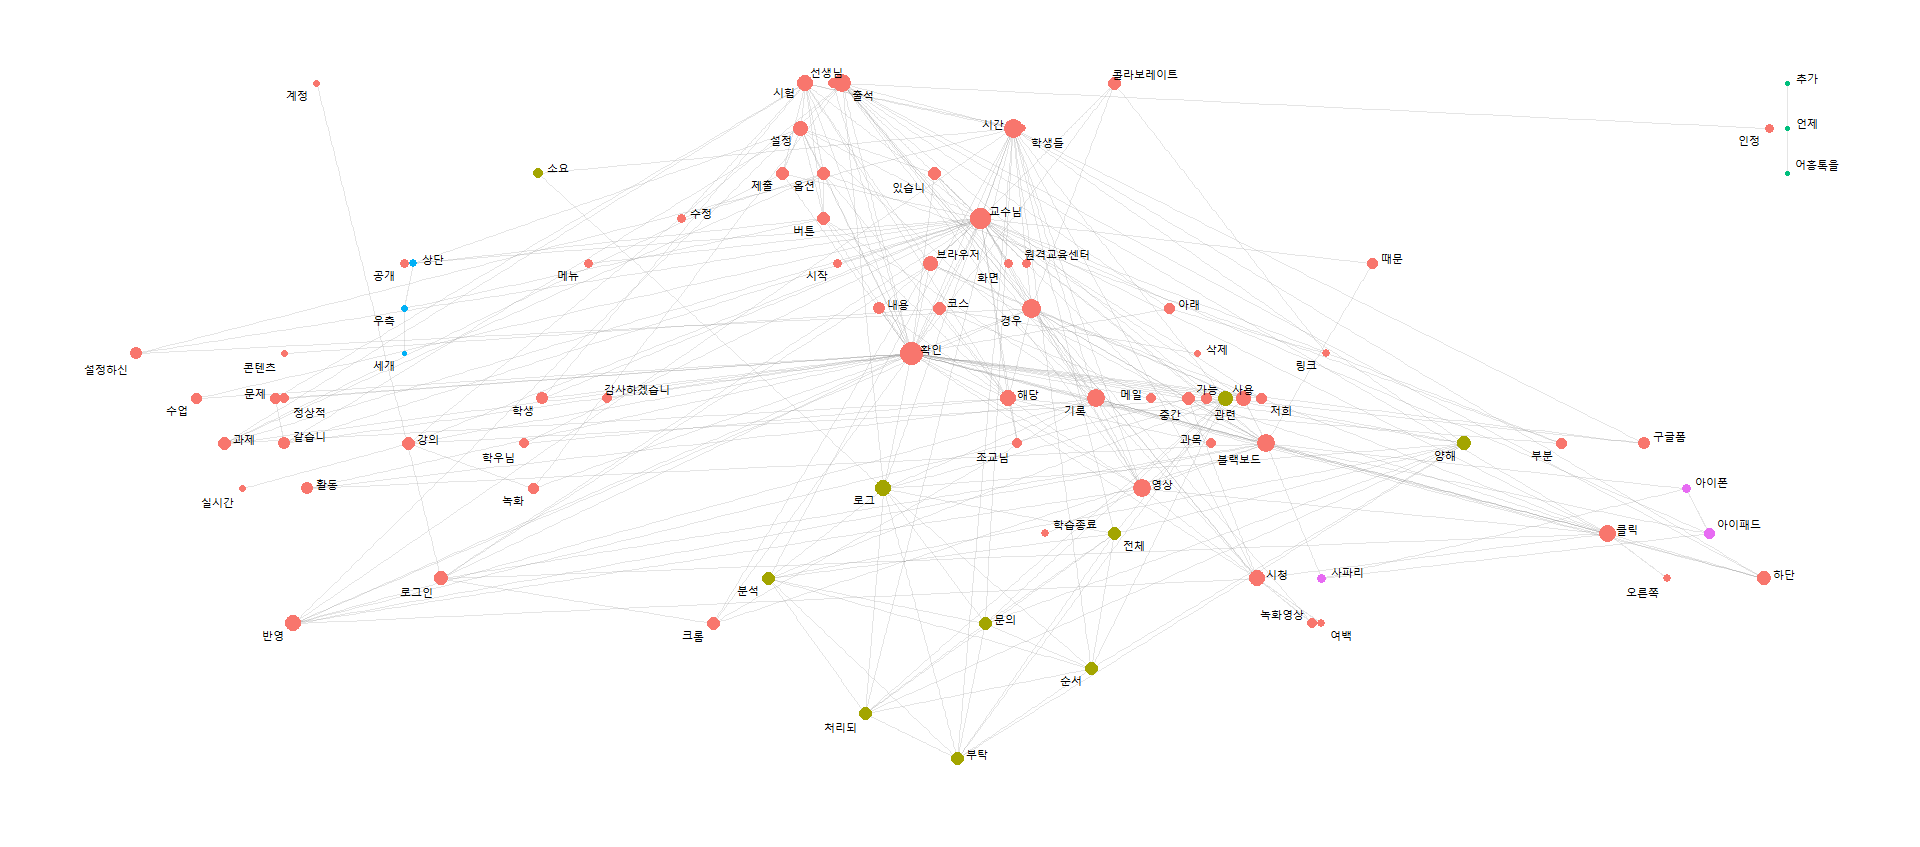 선생님
콜라보레이트
추가
계정
시험
출석
시간
언제
설정
학생들
인정
소요
어흥톡을
제출
옵션
있습니
수정
교수님
버튼
상단
브라우저
원격교육센터
때문
공개
메뉴
시작
화면
내용
코스
아래
우측
경우
확인
삭제
설정하신
콘텐츠
세개
링크
문제
감사하겠습니
해당
메일
가능
사용
수업
정상적
학생
기록
중간
관련
저희
과제
같습니
강의
과목
구글폼
학우님
조교님
블랙보드
양해
부분
실시간
활동
녹화
로그
영상
아이폰
학습종료
전체
클릭
아이패드
로그인
분석
시청
사파리
오른쪽
하단
반영
크롬
문의
녹화영상
여백
순서
처리되
부탁